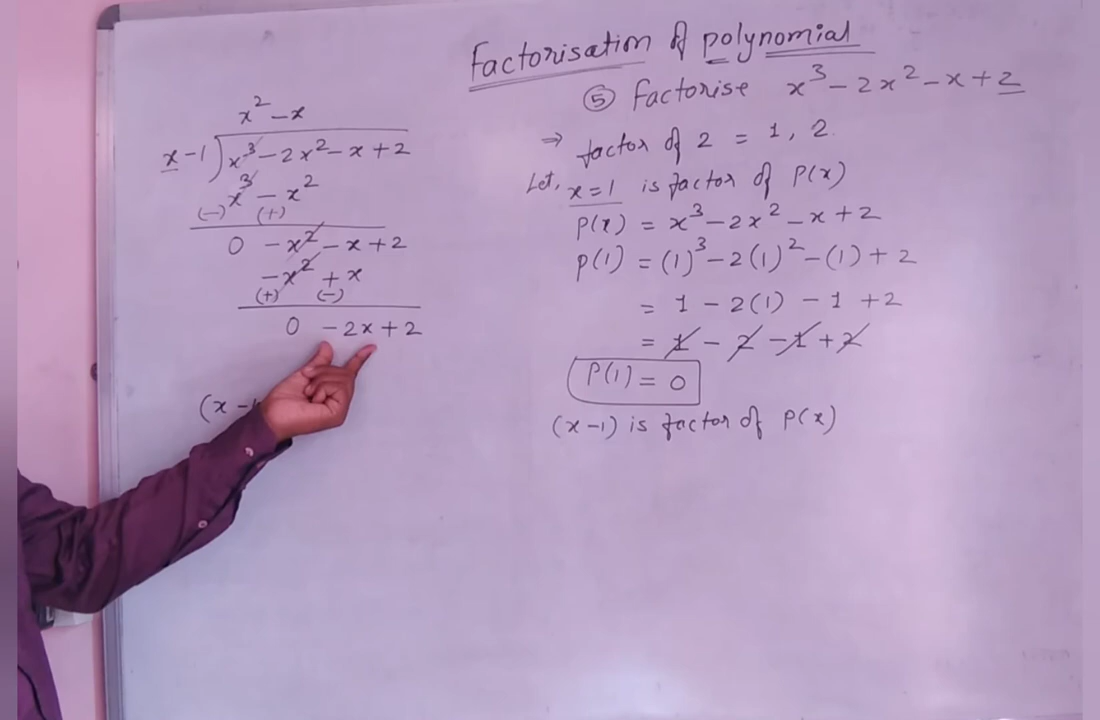 Factorisation of polynomial
⑤ Factorise x³ - 2x² - x + 2
⇒ factor of 2 = 1, 2.
Let, x = 1 is factor of P(x)
P(x) = x³ - 2x² - x + 2
P(1) = (1)³ - 2(1)² - (1) + 2
= 1 - 2(1) - 1 + 2
= 1 - 2 - 1 + 2
P(1) = 0
(x-1) is factor of P(x)
x² - x
x - 1 ) x³ - 2x² - x + 2
x³ - x²
(-) (+)
0 - x² - x + 2
- x² + x
(+) (-)
0 - 2x + 2
(x - 1